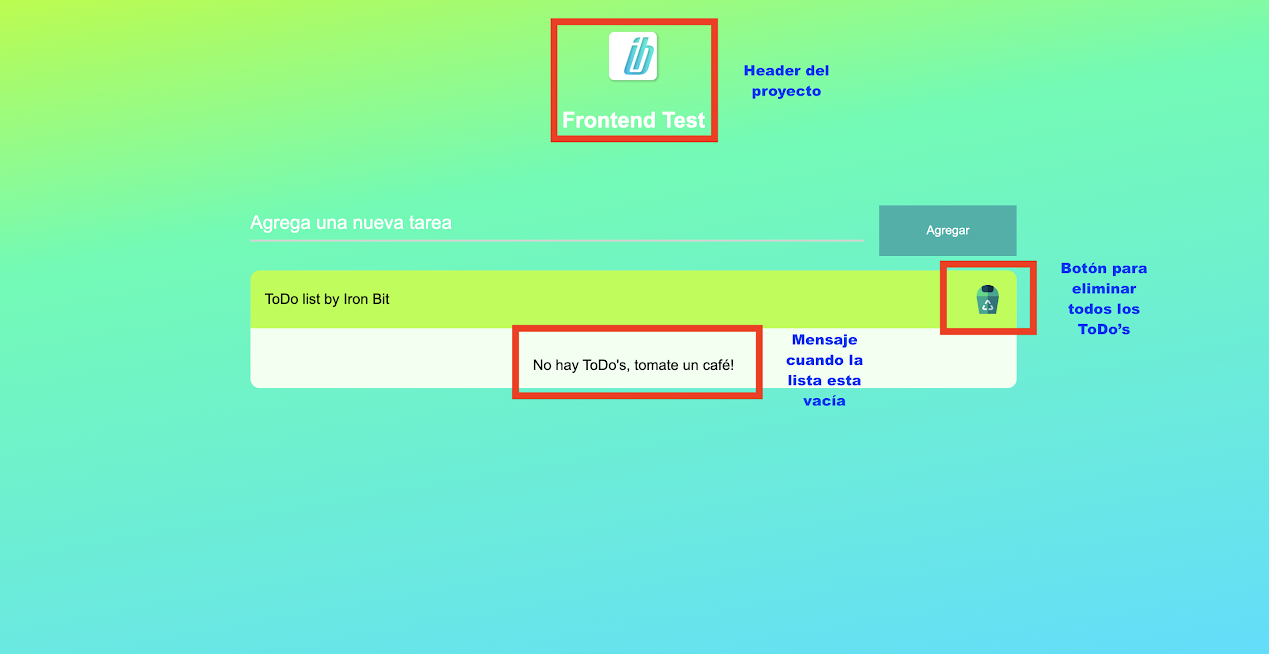 ib
Header del
proyecto
Frontend Test
Agrega una nueva tarea
Agregar
ToDo list by Iron Bit
Botón para
eliminar
todos los
ToDo's
No hay ToDo's, tomate un café!
Mensaje
cuando la
lista esta
vacía